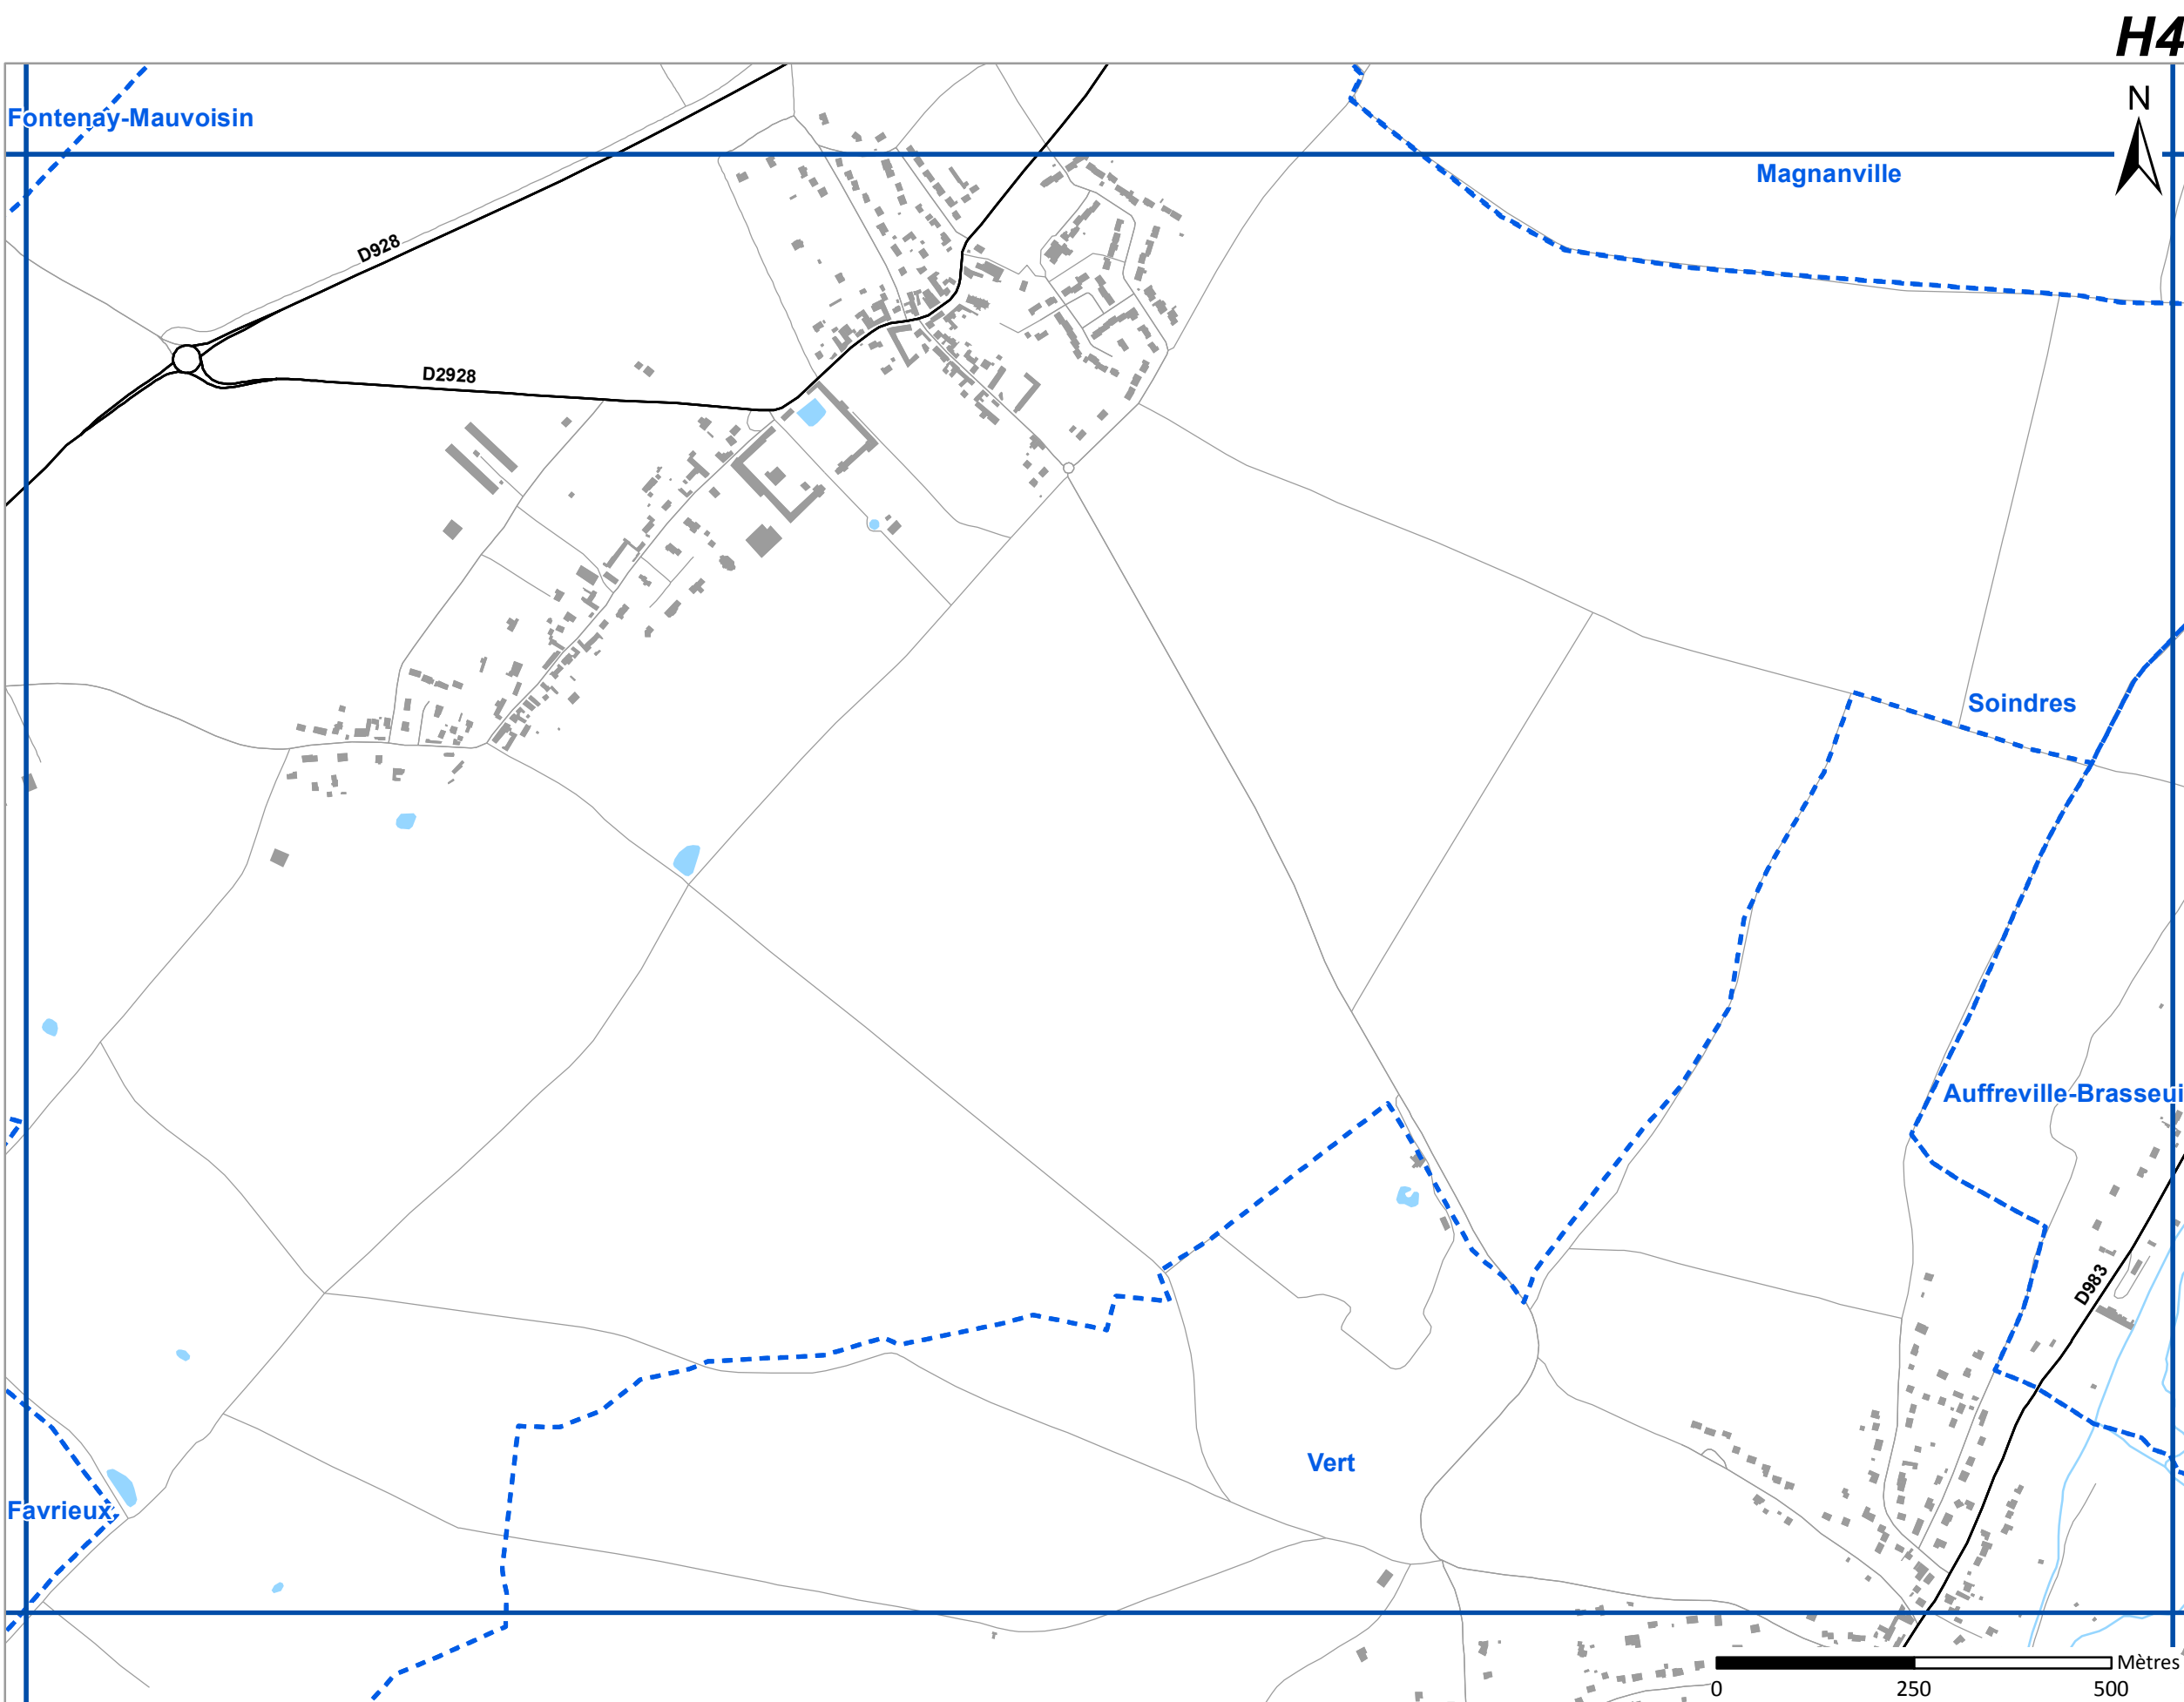 H4
N
Fontenay-Mauvoisin
Magnanville
D928
D2928
Soindres
Auffreville-Brasseui
D983
Vert
Favrieux
Mètres
0 250 500